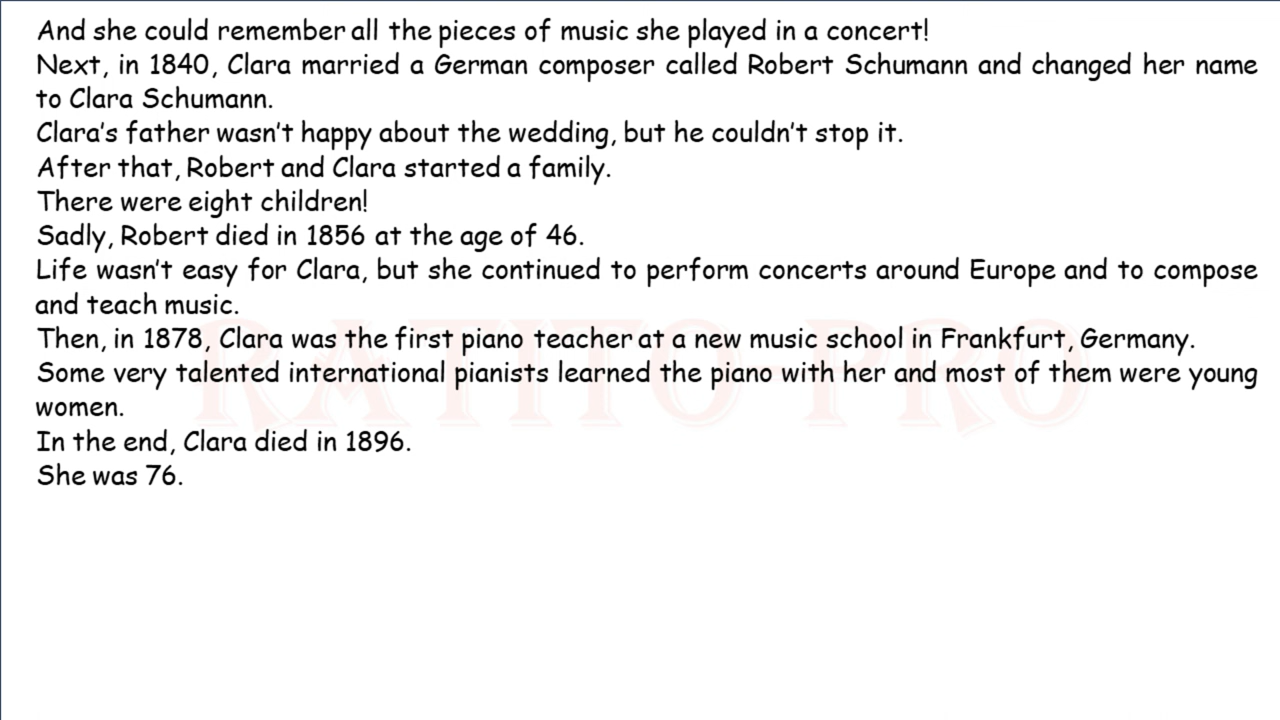 And she could remember all the pieces of music she played in a concert!
Next, in 1840, Clara married a German composer called Robert Schumann and changed her name
to Clara Schumann.
Clara's father wasn't happy about the wedding, but he couldn't stop it.
After that, Robert and Clara started a family.
There were eight children!
Sadly, Robert died in 1856 at the age of 46.
Life wasn't easy for Clara, but she continued to perform concerts around Europe and to compose
and teach music.
Then, in 1878, Clara was the first piano teacher at a new music school in Frankfurt, Germany.
Some very talented international pianists learned the piano with her and most of them were young
women.
In the end, Clara died in 1896.
She was 76.
RATITO-PRO